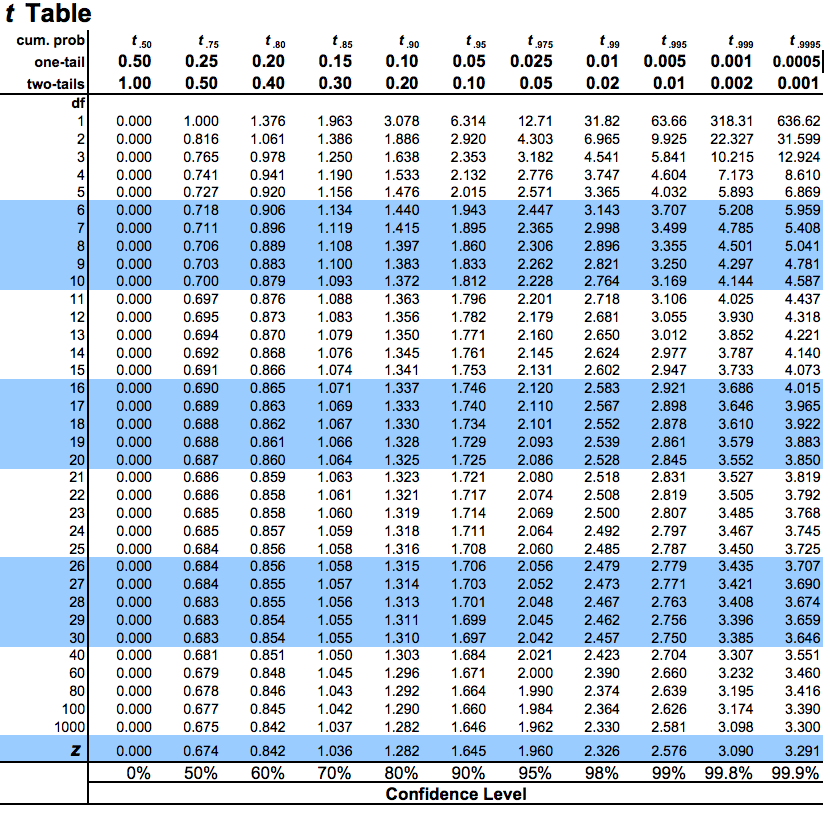 t Table
cum. prob t .50 t .75 t .80 t .85 t .90 t .95 t .975 t .99 t .995 t .999 t .9995
one-tail 0.50 0.25 0.20 0.15 0.10 0.05 0.025 0.01 0.005 0.001 0.0005
two-tails 1.00 0.50 0.40 0.30 0.20 0.10 0.05 0.02 0.01 0.002 0.001
df
1 0.000 1.000 1.376 1.963 3.078 6.314 12.71 31.82 63.66 318.31 636.62
2 0.000 0.816 1.061 1.386 1.886 2.920 4.303 6.965 9.925 22.327 31.599
3 0.000 0.765 0.978 1.250 1.638 2.353 3.182 4.541 5.841 10.215 12.924
4 0.000 0.741 0.941 1.190 1.533 2.132 2.776 3.747 4.604 7.173 8.610
5 0.000 0.727 0.920 1.156 1.476 2.015 2.571 3.365 4.032 5.893 6.869
6 0.000 0.718 0.906 1.134 1.440 1.943 2.447 3.143 3.707 5.208 5.959
7 0.000 0.711 0.896 1.119 1.415 1.895 2.365 2.998 3.499 4.785 5.408
8 0.000 0.706 0.889 1.108 1.397 1.860 2.306 2.896 3.355 4.501 5.041
9 0.000 0.703 0.883 1.100 1.383 1.833 2.262 2.821 3.250 4.297 4.781
10 0.000 0.700 0.879 1.093 1.372 1.812 2.228 2.764 3.169 4.144 4.587
11 0.000 0.697 0.876 1.088 1.363 1.796 2.201 2.718 3.106 4.025 4.437
12 0.000 0.695 0.873 1.083 1.356 1.782 2.179 2.681 3.055 3.930 4.318
13 0.000 0.694 0.870 1.079 1.350 1.771 2.160 2.650 3.012 3.852 4.221
14 0.000 0.692 0.868 1.076 1.345 1.761 2.145 2.624 2.977 3.787 4.140
15 0.000 0.691 0.866 1.074 1.341 1.753 2.131 2.602 2.947 3.733 4.073
16 0.000 0.690 0.865 1.071 1.337 1.746 2.120 2.583 2.921 3.686 4.015
17 0.000 0.689 0.863 1.069 1.333 1.740 2.110 2.567 2.898 3.646 3.965
18 0.000 0.688 0.862 1.067 1.330 1.734 2.101 2.552 2.878 3.610 3.922
19 0.000 0.688 0.861 1.066 1.328 1.729 2.093 2.539 2.861 3.579 3.883
20 0.000 0.687 0.860 1.064 1.325 1.725 2.086 2.528 2.845 3.552 3.850
21 0.000 0.686 0.859 1.063 1.323 1.721 2.080 2.518 2.831 3.527 3.819
22 0.000 0.686 0.858 1.061 1.321 1.717 2.074 2.508 2.819 3.505 3.792
23 0.000 0.685 0.858 1.060 1.319 1.714 2.069 2.500 2.807 3.485 3.768
24 0.000 0.685 0.857 1.059 1.318 1.711 2.064 2.492 2.797 3.467 3.745
25 0.000 0.684 0.856 1.058 1.316 1.708 2.060 2.485 2.787 3.450 3.725
26 0.000 0.684 0.856 1.058 1.315 1.706 2.056 2.479 2.779 3.435 3.707
27 0.000 0.684 0.855 1.057 1.314 1.703 2.052 2.473 2.771 3.421 3.690
28 0.000 0.683 0.855 1.056 1.313 1.701 2.048 2.467 2.763 3.408 3.674
29 0.000 0.683 0.854 1.055 1.311 1.699 2.045 2.462 2.756 3.396 3.659
30 0.000 0.683 0.854 1.055 1.310 1.697 2.042 2.457 2.750 3.385 3.646
40 0.000 0.681 0.851 1.050 1.303 1.684 2.021 2.423 2.704 3.307 3.551
60 0.000 0.679 0.848 1.045 1.296 1.671 2.000 2.390 2.660 3.232 3.460
80 0.000 0.678 0.846 1.043 1.292 1.664 1.990 2.374 2.639 3.195 3.416
100 0.000 0.677 0.845 1.042 1.290 1.660 1.984 2.364 2.626 3.174 3.390
1000 0.000 0.675 0.842 1.037 1.282 1.646 1.962 2.330 2.581 3.098 3.300
z 0.000 0.674 0.842 1.036 1.282 1.645 1.960 2.326 2.576 3.090 3.291
0% 50% 60% 70% 80% 90% 95% 98% 99% 99.8% 99.9%
Confidence Level